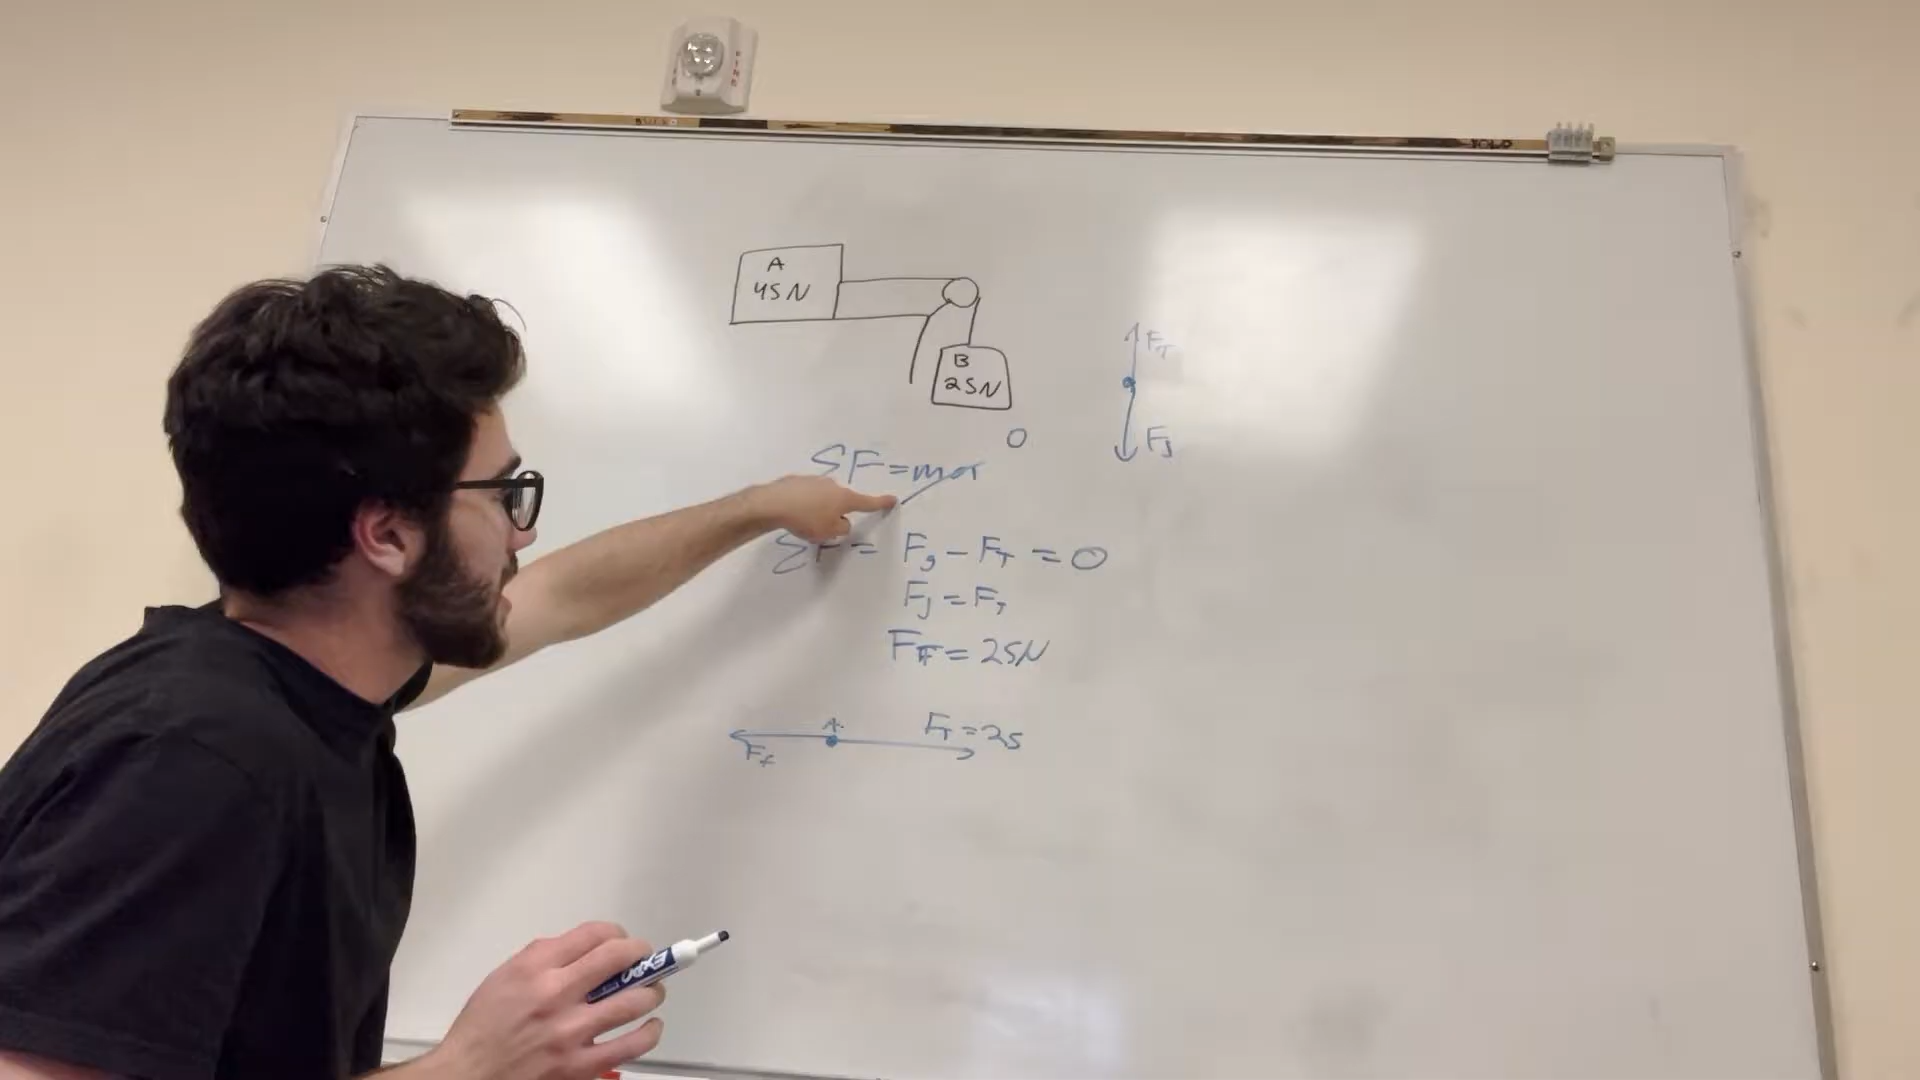 FIRE
A
45N
B
25N
F_T
F_g
0
ΣF=ma
ΣF= F_g - F_T = 0
F_g = F_T
F_T = 25N
A
F_T = 25
F_f
EXPO